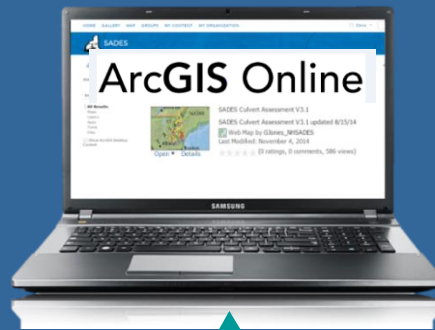 HOME GALLERY MAP GROUPS MY CONTENT MY ORGANIZATION
SADES
ArcGIS Online
SADES Culvert Assessment V3.1
SADES Culvert Assessment V3.1 updated 8/15/14
Web Map by GJones_NHSADES
Last Modified: November 4, 2014
(0 ratings, 0 comments, 586 views)
Open Details
SAMSUNG